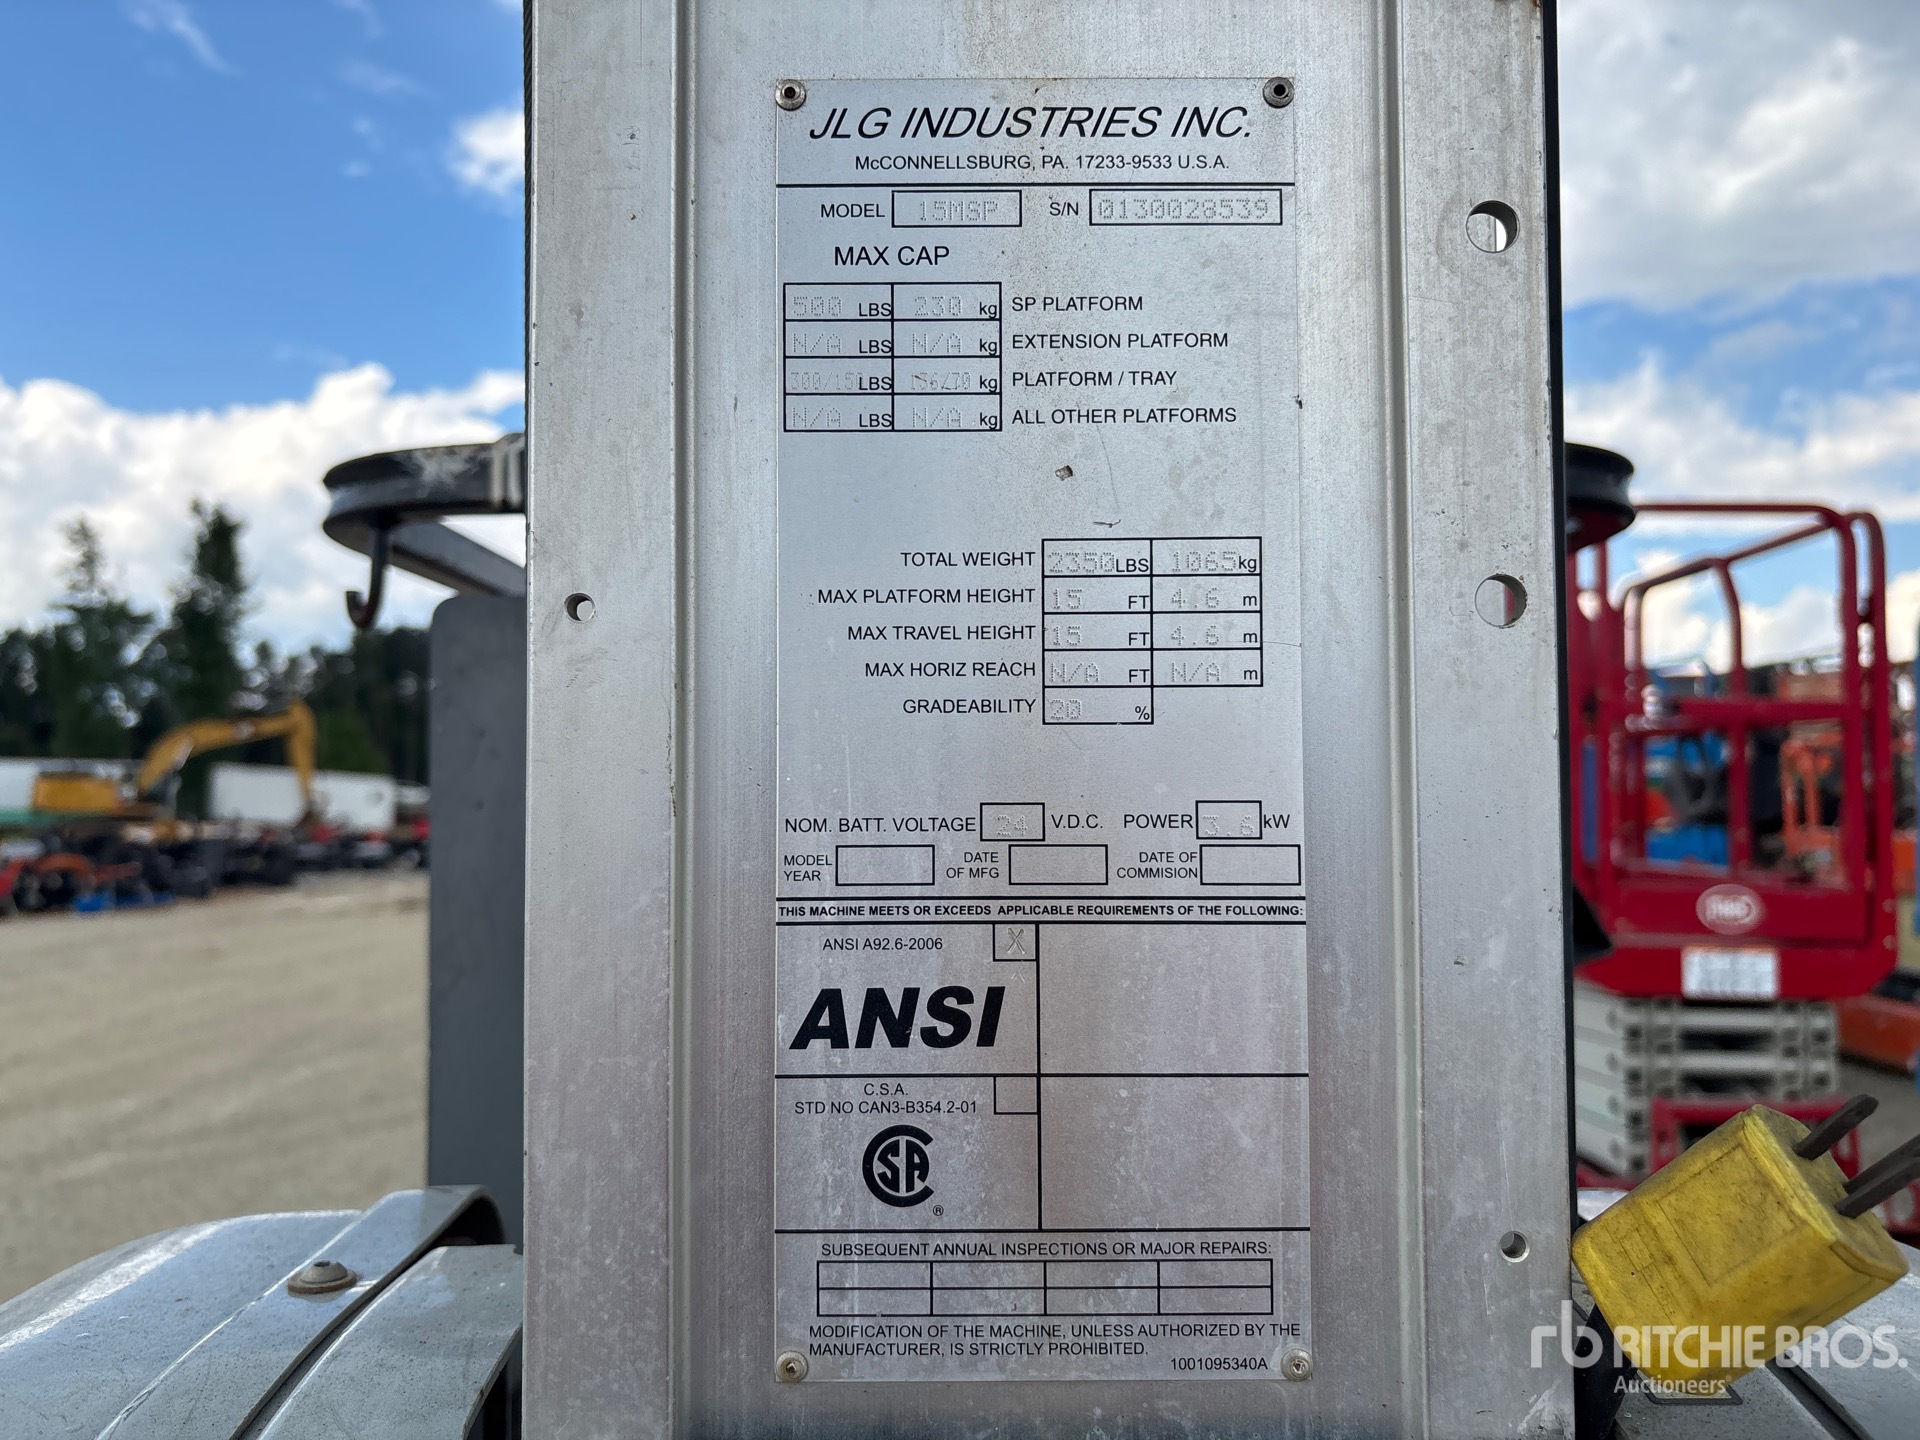 JLG INDUSTRIES INC.
McCONNELLSBURG, PA. 17233-9533 U.S.A.
MODEL 15MSP S/N 0130028539
MAX CAP
500 LBS 230 kg SP PLATFORM
N/A LBS N/A kg EXTENSION PLATFORM
300/150 LBS 136/70 kg PLATFORM / TRAY
N/A LBS N/A kg ALL OTHER PLATFORMS
TOTAL WEIGHT 2350 LBS 1065 kg
MAX PLATFORM HEIGHT 15 FT 4.6 m
MAX TRAVEL HEIGHT 15 FT 4.6 m
MAX HORIZ REACH N/A FT N/A m
GRADEABILITY 20 %
NOM. BATT. VOLTAGE 24 V.D.C. POWER 3.6 kW
MODEL YEAR DATE OF MFG DATE OF COMMISION
THIS MACHINE MEETS OR EXCEEDS APPLICABLE REQUIREMENTS OF THE FOLLOWING:
ANSI A92.6-2006 X
ANSI
C.S.A.
STD NO CAN3-B354.2-01
CSA ®
SUBSEQUENT ANNUAL INSPECTIONS OR MAJOR REPAIRS:
MODIFICATION OF THE MACHINE, UNLESS AUTHORIZED BY THE
MANUFACTURER, IS STRICTLY PROHIBITED.
1001095340A
rb RITCHIE BROS.
Auctioneers